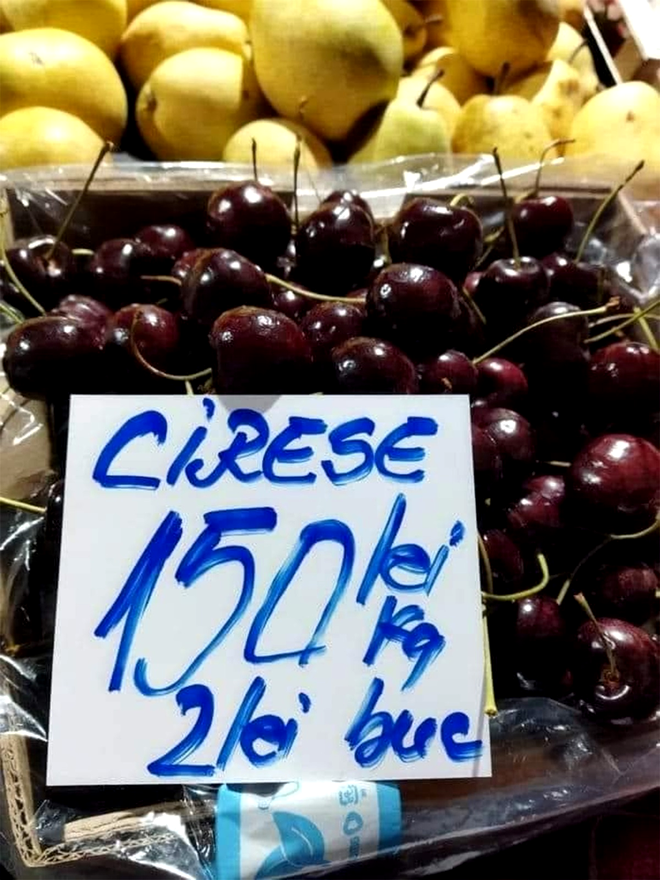 CIRESE
150 lei
Kg
2 lei buc